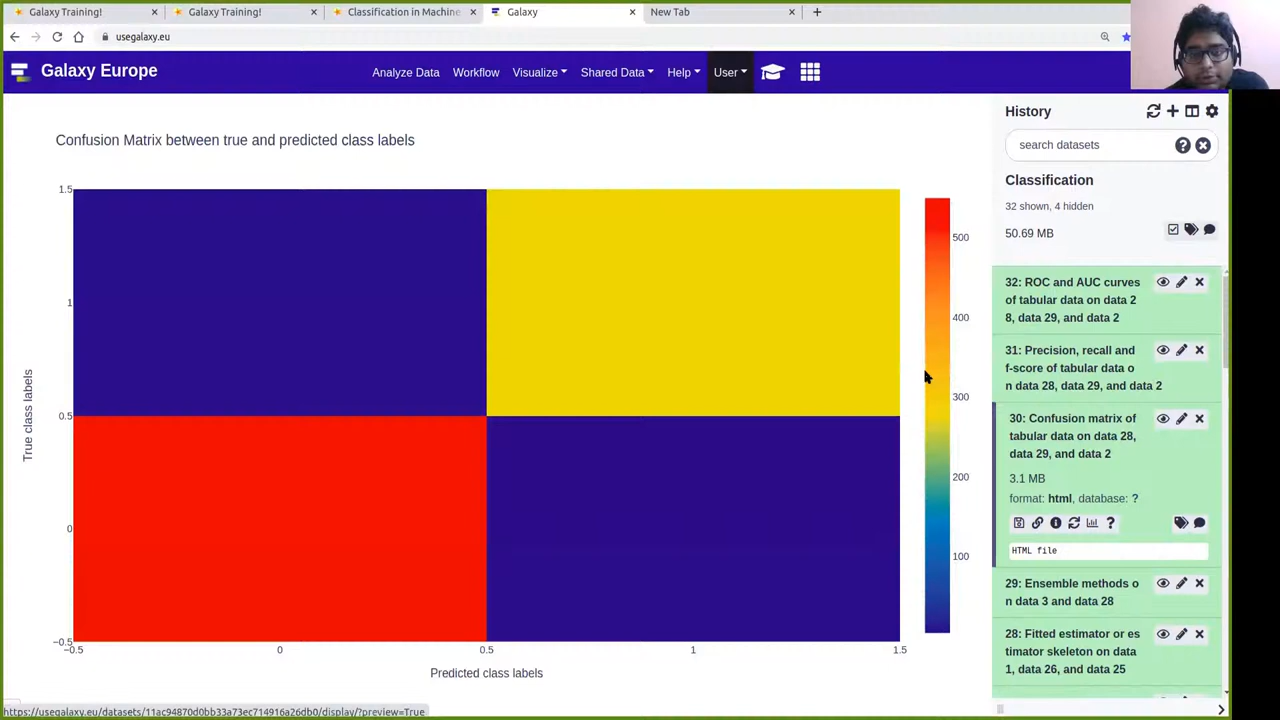 Galaxy Training!
Galaxy Training!
Classification in Machine
Galaxy
New Tab
usegalaxy.eu
Galaxy Europe
Analyze Data
Workflow
Visualize
Shared Data
Help
User
Confusion Matrix between true and predicted class labels
1.5
1
0.5
0
−0.5
True class labels
−0.5
0
0.5
1
1.5
Predicted class labels
500
400
300
200
100
History
search datasets
Classification
32 shown, 4 hidden
50.69 MB
32: ROC and AUC curves
of tabular data on data 2
8, data 29, and data 2
31: Precision, recall and
f-score of tabular data o
n data 28, data 29, and data 2
30: Confusion matrix of
tabular data on data 28,
data 29, and data 2
3.1 MB
format: html, database: ?
HTML file
29: Ensemble methods o
n data 3 and data 28
28: Fitted estimator or es
timator skeleton on data
1, data 26, and data 25
https://usegalaxy.eu/datasets/11ac94870d0bb33a73ec714916a26db0/display/?preview=True